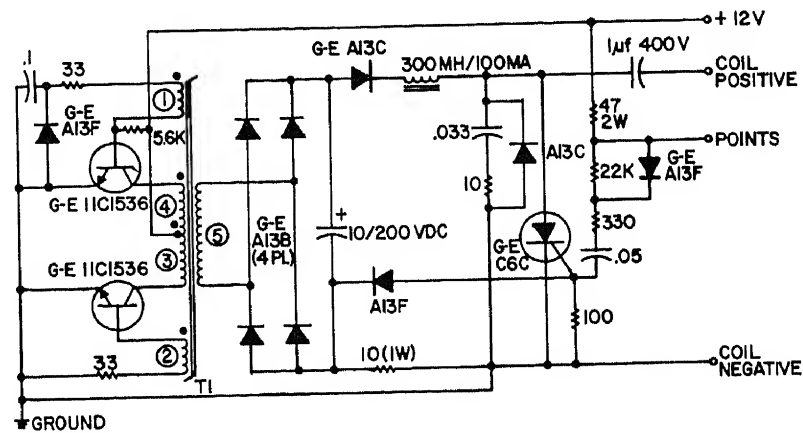 + 12V
G-E A13C
300MH/100MA
1µf 400V
COIL
POSITIVE
.1
33
①
G-E
A13F
5.6K
47
2W
POINTS
.033
A13C
22K
G-E
A13F
G-E 11C1536
④
⑤
G-E
A13B
(4 PL)
+
10/200 VDC
10
330
G-E
C6C
.05
G-E 11C1536
③
A13F
100
②
33
T1
10(1W)
COIL
NEGATIVE
GROUND